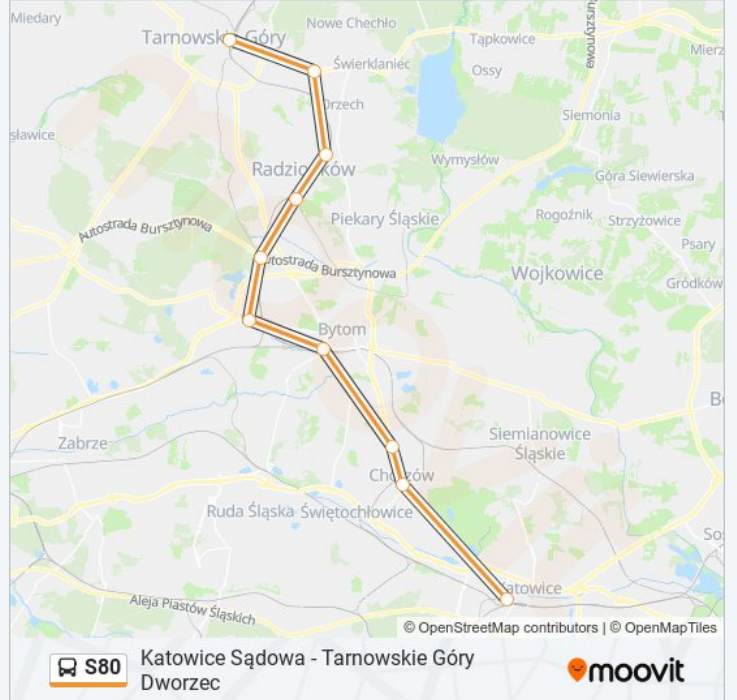 Miedary
Nowe Chechło
Bursztynowa
Tarnowskie Góry
Tąkpowice
Świerklaniec
Ossy
Orzech
Siemonia
Radzionków
Wymysłów
Góra Siewierska
Piekary Śląskie
Rogoźnik
Strzyżowice
Autostrada Bursztynowa
Psary
Autostrada Bursztynowa
Wojkowice
Gródków
Bytom
Zabrze
Siemianowice
Śląskie
Chorzów
Ruda Śląska
Świętochłowice
Katowice
Aleja Piastów Śląskich
© OpenStreetMap contributors | © OpenMapTiles
S80
Katowice Sądowa - Tarnowskie Góry
Dworzec
moovit